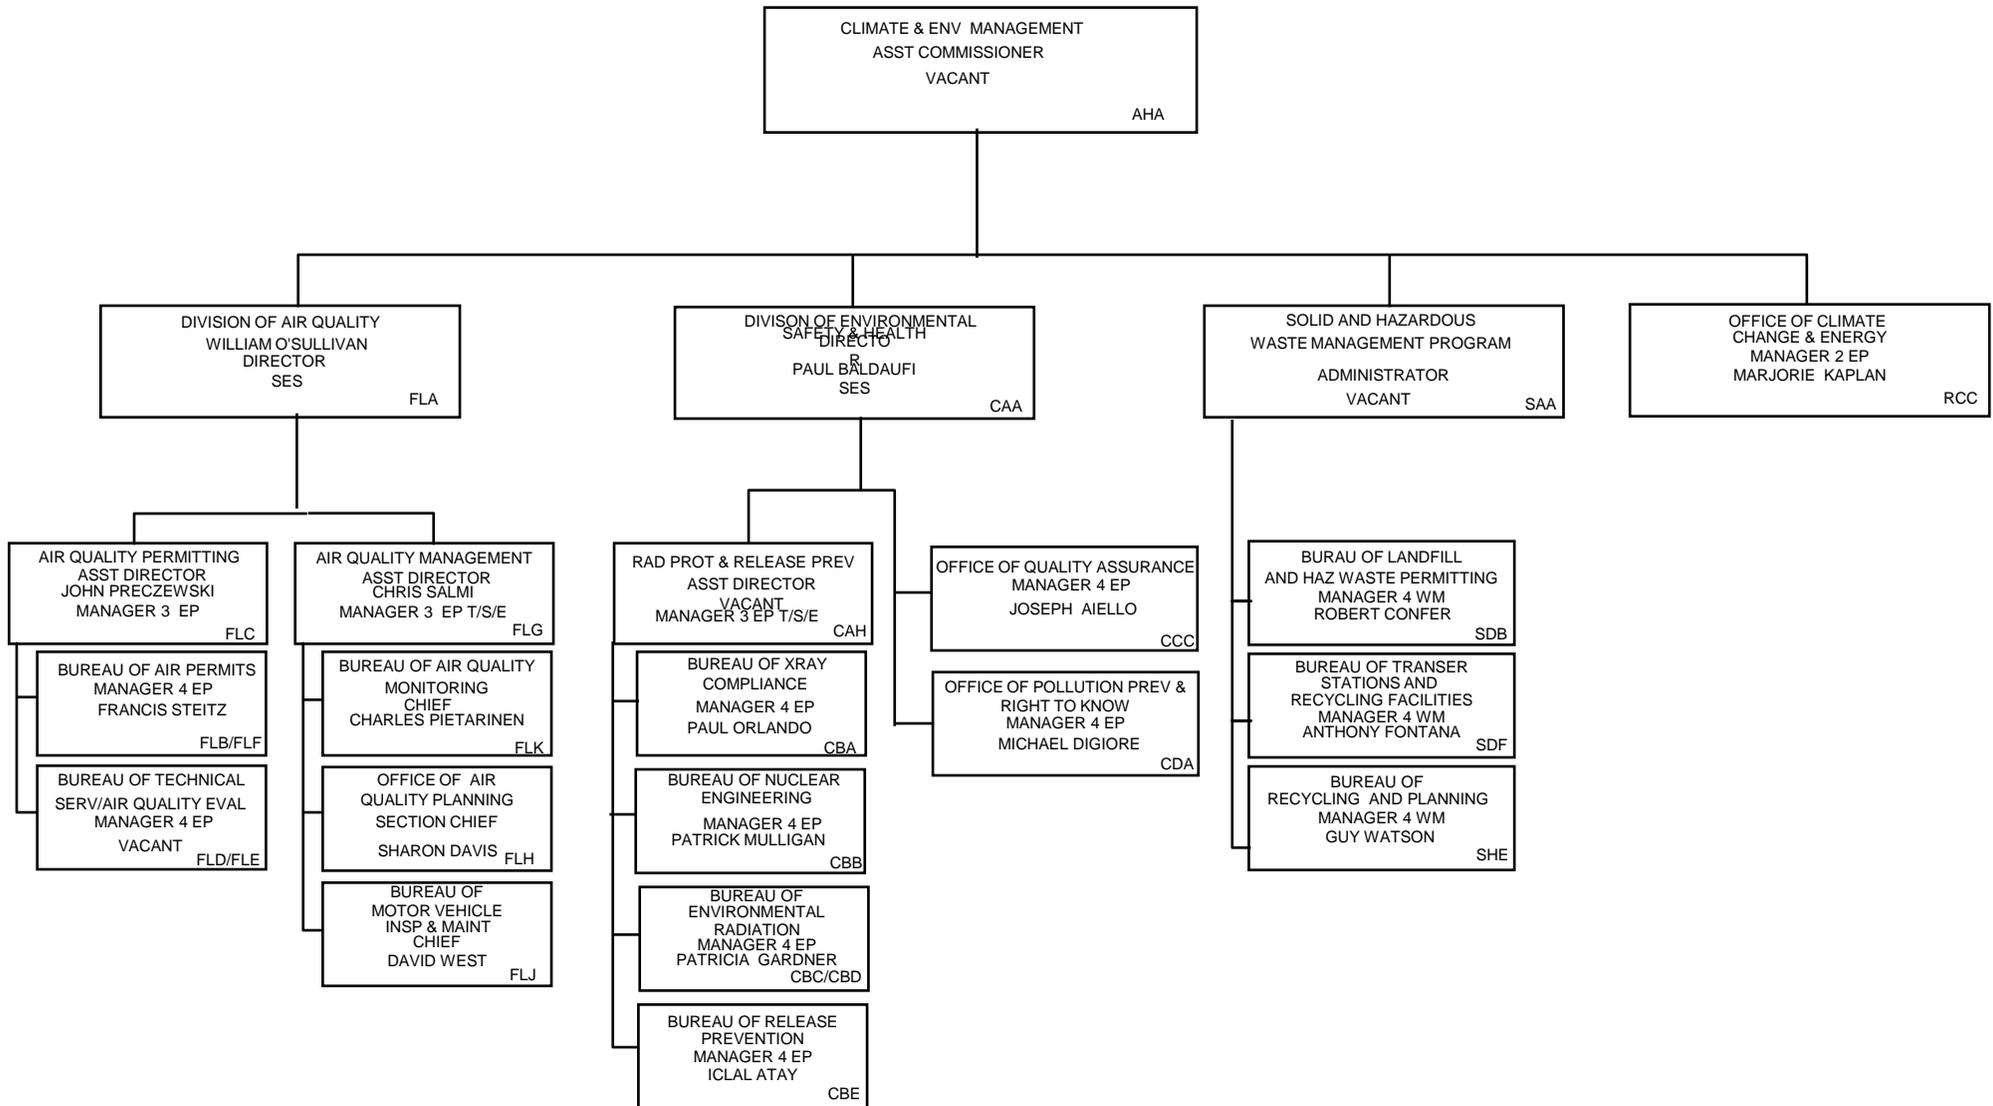 CLIMATE & ENV MANAGEMENT
ASST COMMISSIONER
VACANT
AHA
DIVISION OF AIR QUALITY
WILLIAM O'SULLIVAN
DIRECTOR
SES
FLA
DIVISON OF ENVIRONMENTAL
SAFETY & HEALTH
DIRECTO
R
PAUL BALDAUFI
SES
CAA
SOLID AND HAZARDOUS
WASTE MANAGEMENT PROGRAM
ADMINISTRATOR
VACANT
SAA
OFFICE OF CLIMATE
CHANGE & ENERGY
MANAGER 2 EP
MARJORIE KAPLAN
RCC
AIR QUALITY PERMITTING
ASST DIRECTOR
JOHN PRECZEWSKI
MANAGER 3 EP
FLC
BUREAU OF AIR PERMITS
MANAGER 4 EP
FRANCIS STEITZ
FLB/FLF
BUREAU OF TECHNICAL
SERV/AIR QUALITY EVAL
MANAGER 4 EP
VACANT
FLD/FLE
AIR QUALITY MANAGEMENT
ASST DIRECTOR
CHRIS SALMI
MANAGER 3 EP T/S/E
FLG
BUREAU OF AIR QUALITY
MONITORING
CHIEF
CHARLES PIETARINEN
FLK
OFFICE OF AIR
QUALITY PLANNING
SECTION CHIEF
SHARON DAVIS
FLH
BUREAU OF
MOTOR VEHICLE
INSP & MAINT
CHIEF
DAVID WEST
FLJ
RAD PROT & RELEASE PREV
ASST DIRECTOR
VACANT
MANAGER 3 EP T/S/E
CAH
BUREAU OF XRAY
COMPLIANCE
MANAGER 4 EP
PAUL ORLANDO
CBA
BUREAU OF NUCLEAR
ENGINEERING
MANAGER 4 EP
PATRICK MULLIGAN
CBB
BUREAU OF
ENVIRONMENTAL
RADIATION
MANAGER 4 EP
PATRICIA GARDNER
CBC/CBD
BUREAU OF RELEASE
PREVENTION
MANAGER 4 EP
ICLAL ATAY
CBE
OFFICE OF QUALITY ASSURANCE
MANAGER 4 EP
JOSEPH AIELLO
CCC
OFFICE OF POLLUTION PREV &
RIGHT TO KNOW
MANAGER 4 EP
MICHAEL DIGIORE
CDA
BURAU OF LANDFILL
AND HAZ WASTE PERMITTING
MANAGER 4 WM
ROBERT CONFER
SDB
BUREAU OF TRANSER
STATIONS AND
RECYCLING FACILITIES
MANAGER 4 WM
ANTHONY FONTANA
SDF
BUREAU OF
RECYCLING AND PLANNING
MANAGER 4 WM
GUY WATSON
SHE